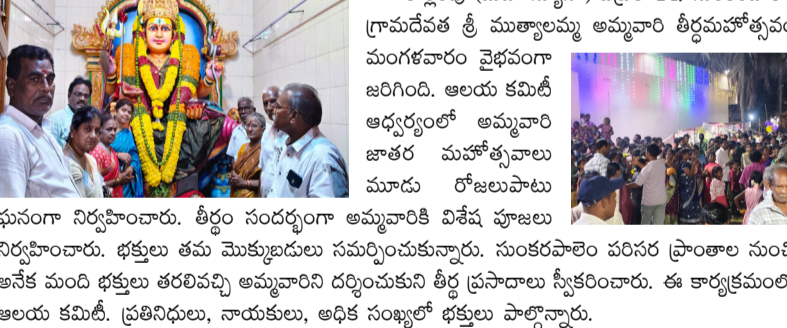 గ్రామదేవత శ్రీ ముత్యాలమ్మ అమ్మవారి తీర్థమహోత్సవం
మంగళవారం వైభవంగా
జరిగింది. ఆలయ కమిటీ
ఆధ్వర్యంలో అమ్మవారి
జాతర మహోత్సవాలు
మూడు రోజులుపాటు
ఘనంగా నిర్వహించారు. తీర్థం సందర్భంగా అమ్మవారికి విశేష పూజలు
నిర్వహించారు. భక్తులు తమ మొక్కుబడులు సమర్పించుకున్నారు. సుంకరపాలెం పరిసర ప్రాంతాల నుంచి
అనేక మంది భక్తులు తరలివచ్చి అమ్మవారిని దర్శించుకుని తీర్థ ప్రసాదాలు స్వీకరించారు. ఈ కార్యక్రమంలో
ఆలయ కమిటీ. ప్రతినిధులు, నాయకులు, అధిక సంఖ్యలో భక్తులు పాల్గొన్నారు.